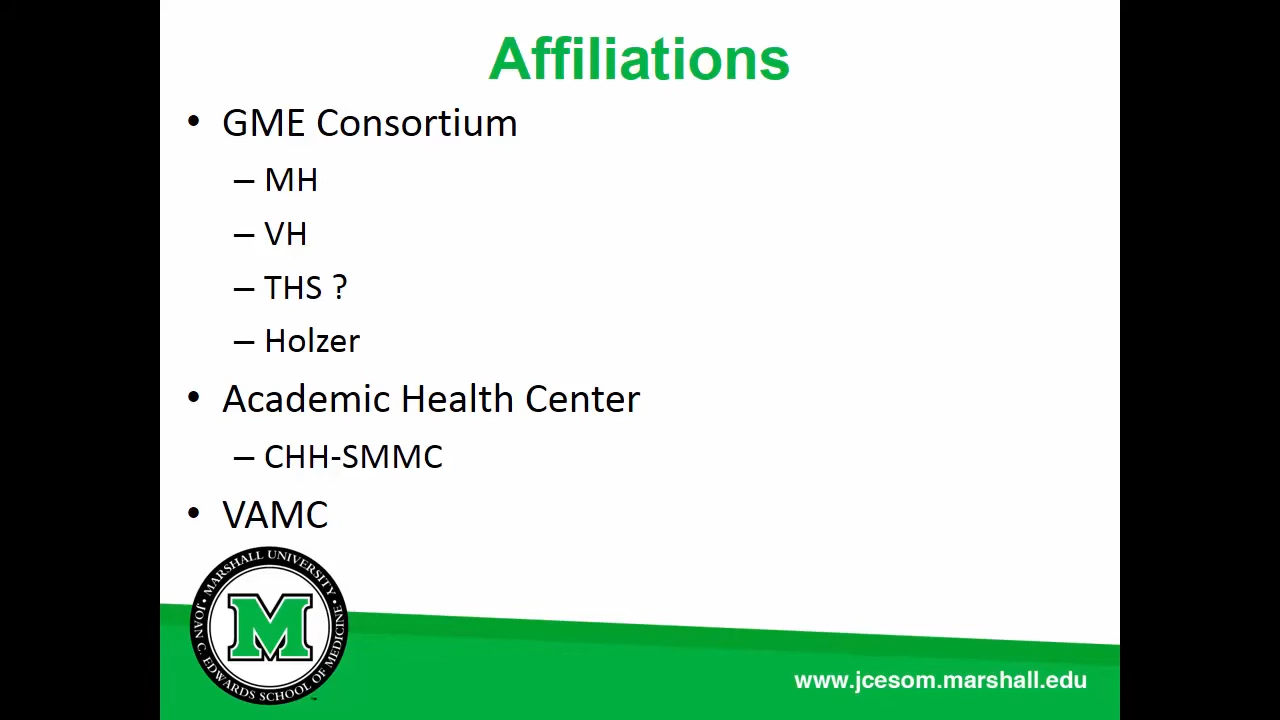 Affiliations
• GME Consortium
– MH
– VH
– THS ?
– Holzer
• Academic Health Center
– CHH-SMMC
• VAMC
MARSHALL UNIVERSITY
M
JOAN C. EDWARDS SCHOOL OF MEDICINE
www.jcesom.marshall.edu